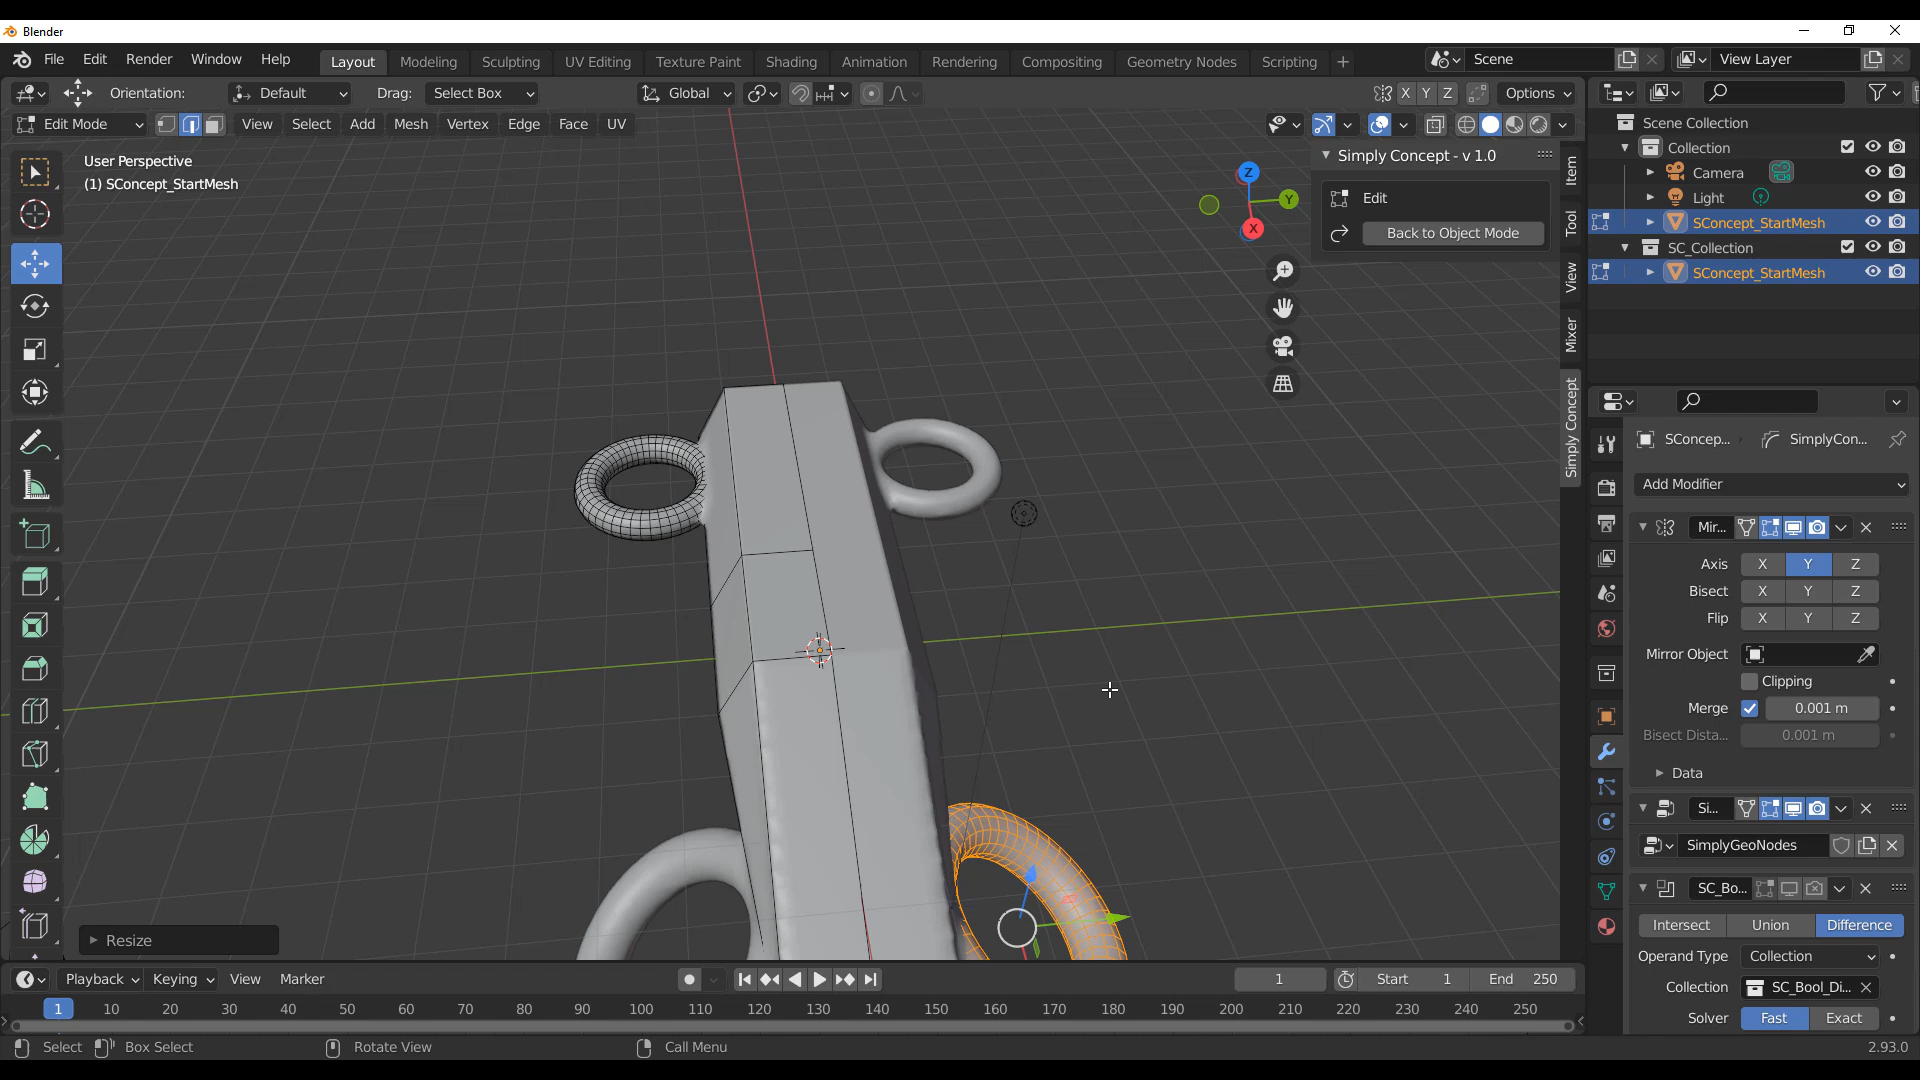 Blender
File Edit Render Window Help Layout Modeling Sculpting UV Editing Texture Paint Shading Animation Rendering Compositing Geometry Nodes Scripting + Scene View Layer
Orientation: Default Drag: Select Box Global X Y Z Options
Edit Mode View Select Add Mesh Vertex Edge Face UV
User Perspective
(1) SConcept_StartMesh
Z
Y
X
Simply Concept - v 1.0
Edit
Back to Object Mode
Item
Tool
View
Mixer
Simply Concept
Scene Collection
Collection
Camera
Light
SConcept_StartMesh
SC_Collection
SConcept_StartMesh
SConcep... SimplyCon...
Add Modifier
Mir...
Axis X Y Z
Bisect X Y Z
Flip X Y Z
Mirror Object
Clipping
Merge 0.001 m
Bisect Dista... 0.001 m
Data
Si...
SimplyGeoNodes
SC_Bo...
Intersect Union Difference
Operand Type Collection
Collection SC_Bool_Di...
Solver Fast Exact
Resize
Playback Keying View Marker 1 Start 1 End 250
1 10 20 30 40 50 60 70 80 90 100 110 120 130 140 150 160 170 180 190 200 210 220 230 240 250
Select Box Select Rotate View Call Menu 2.93.0